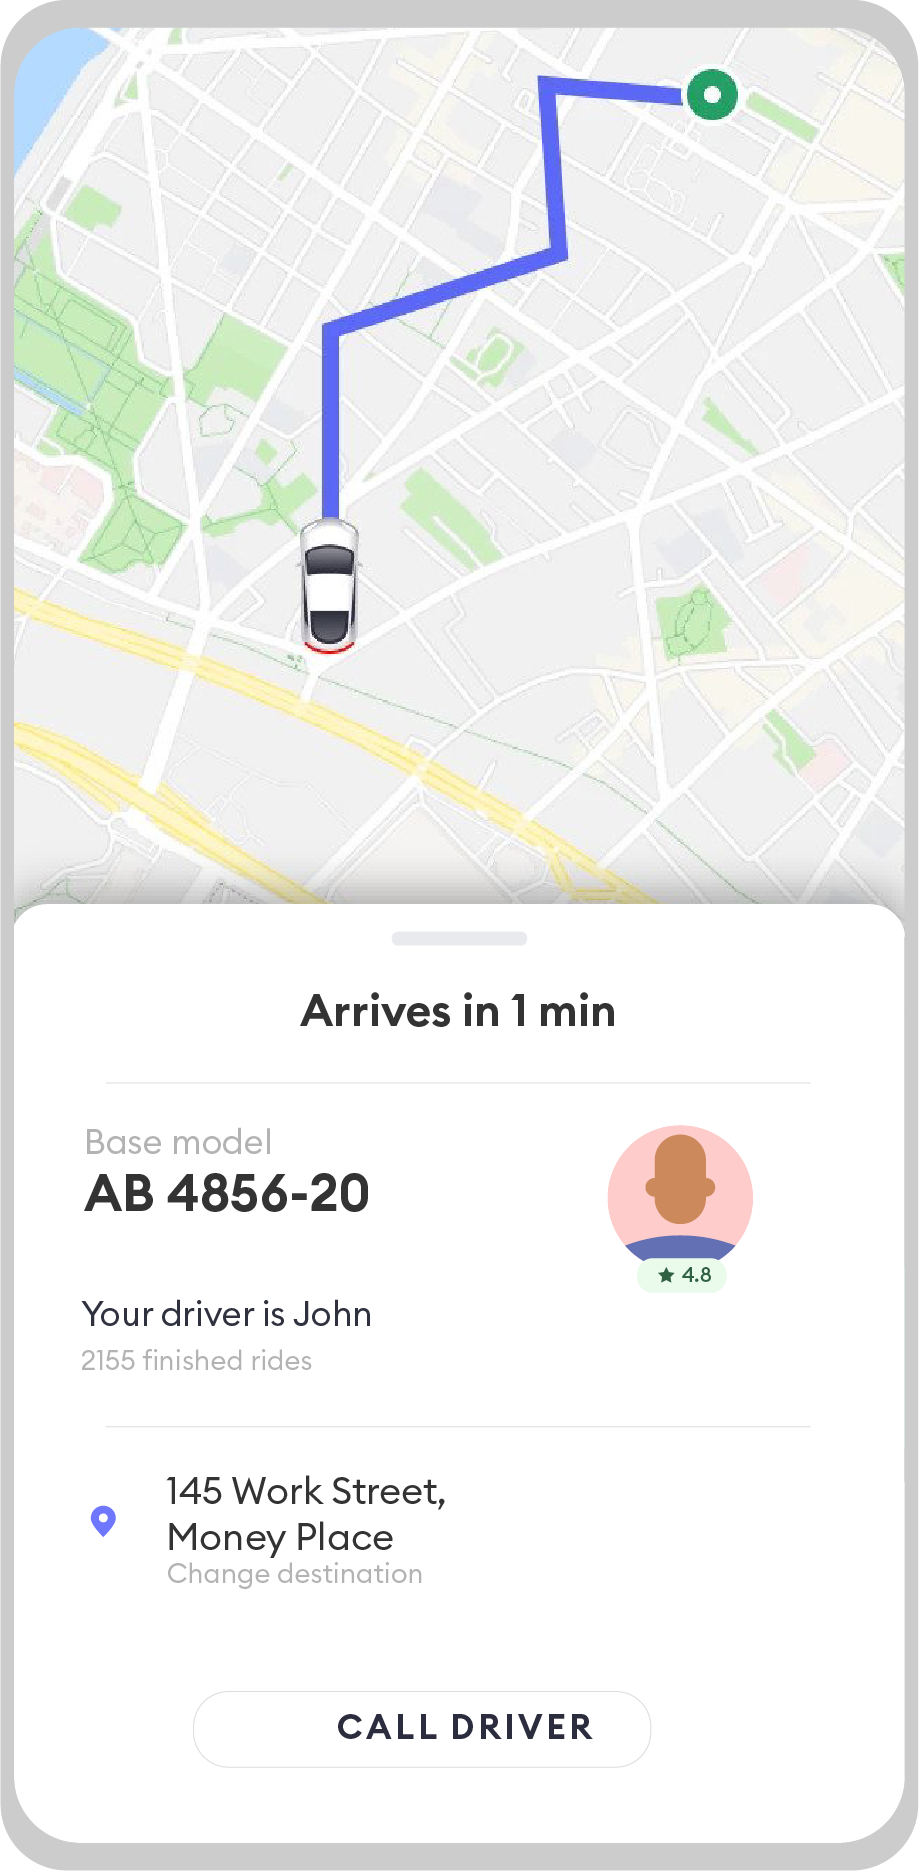 Arrives in 1 min
Base model
AB 4856-20
4.8
Your driver is John
2155 finished rides
145 Work Street,
Money Place
Change destination
CALL DRIVER